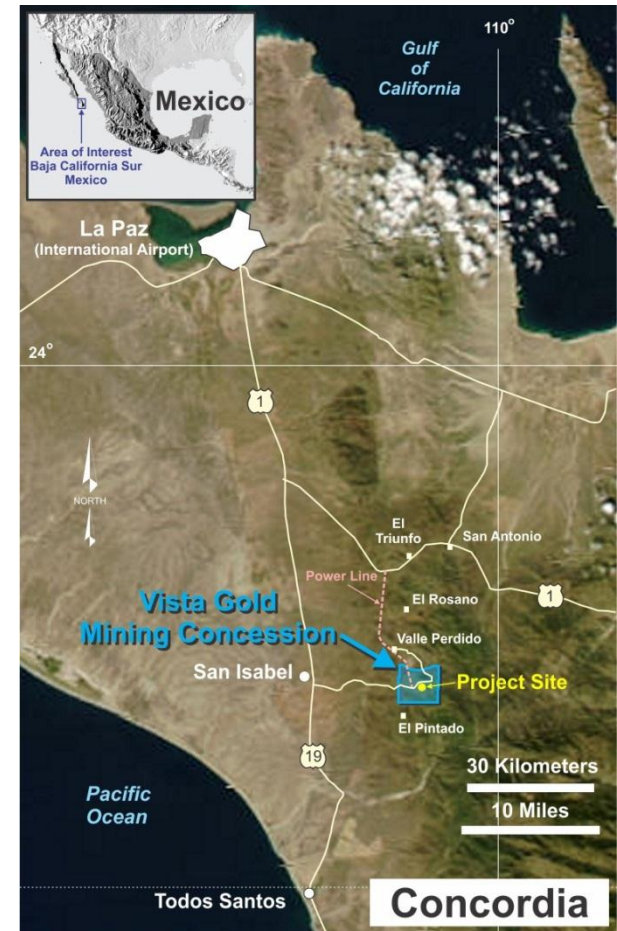 Gulf
of
California
110°
Mexico
Area of Interest
Baja California Sur
Mexico
La Paz
(International Airport)
24°
1
NORTH
El
Triunfo
San Antonio
Power Line
El Rosano
1
Vista Gold
Mining Concession
Valle Perdido
San Isabel
Project Site
El Pintado
19
30 Kilometers
10 Miles
Pacific
Ocean
Todos Santos
Concordia